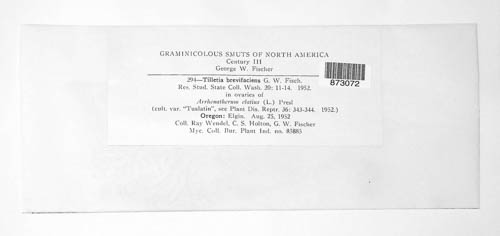 GRAMINICOLOUS SMUTS OF NORTH AMERICA
Century III
George W. Fischer
873072
294—Tilletia brevifaciens G. W. Fisch.
Res. Stud. State Coll. Wash. 20: 11-14. 1952.
in ovaries of
Arrhenatherum elatius (L.) Presl
(cult. var. "Tualatin", see Plant Dis. Reptr. 36: 343-344. 1952.)
Oregon: Elgin. Aug. 25, 1952
Coll. Ray Wendel, C. S. Holton, G. W. Fischer
Myc. Coll. Bur. Plant Ind. no. 85885